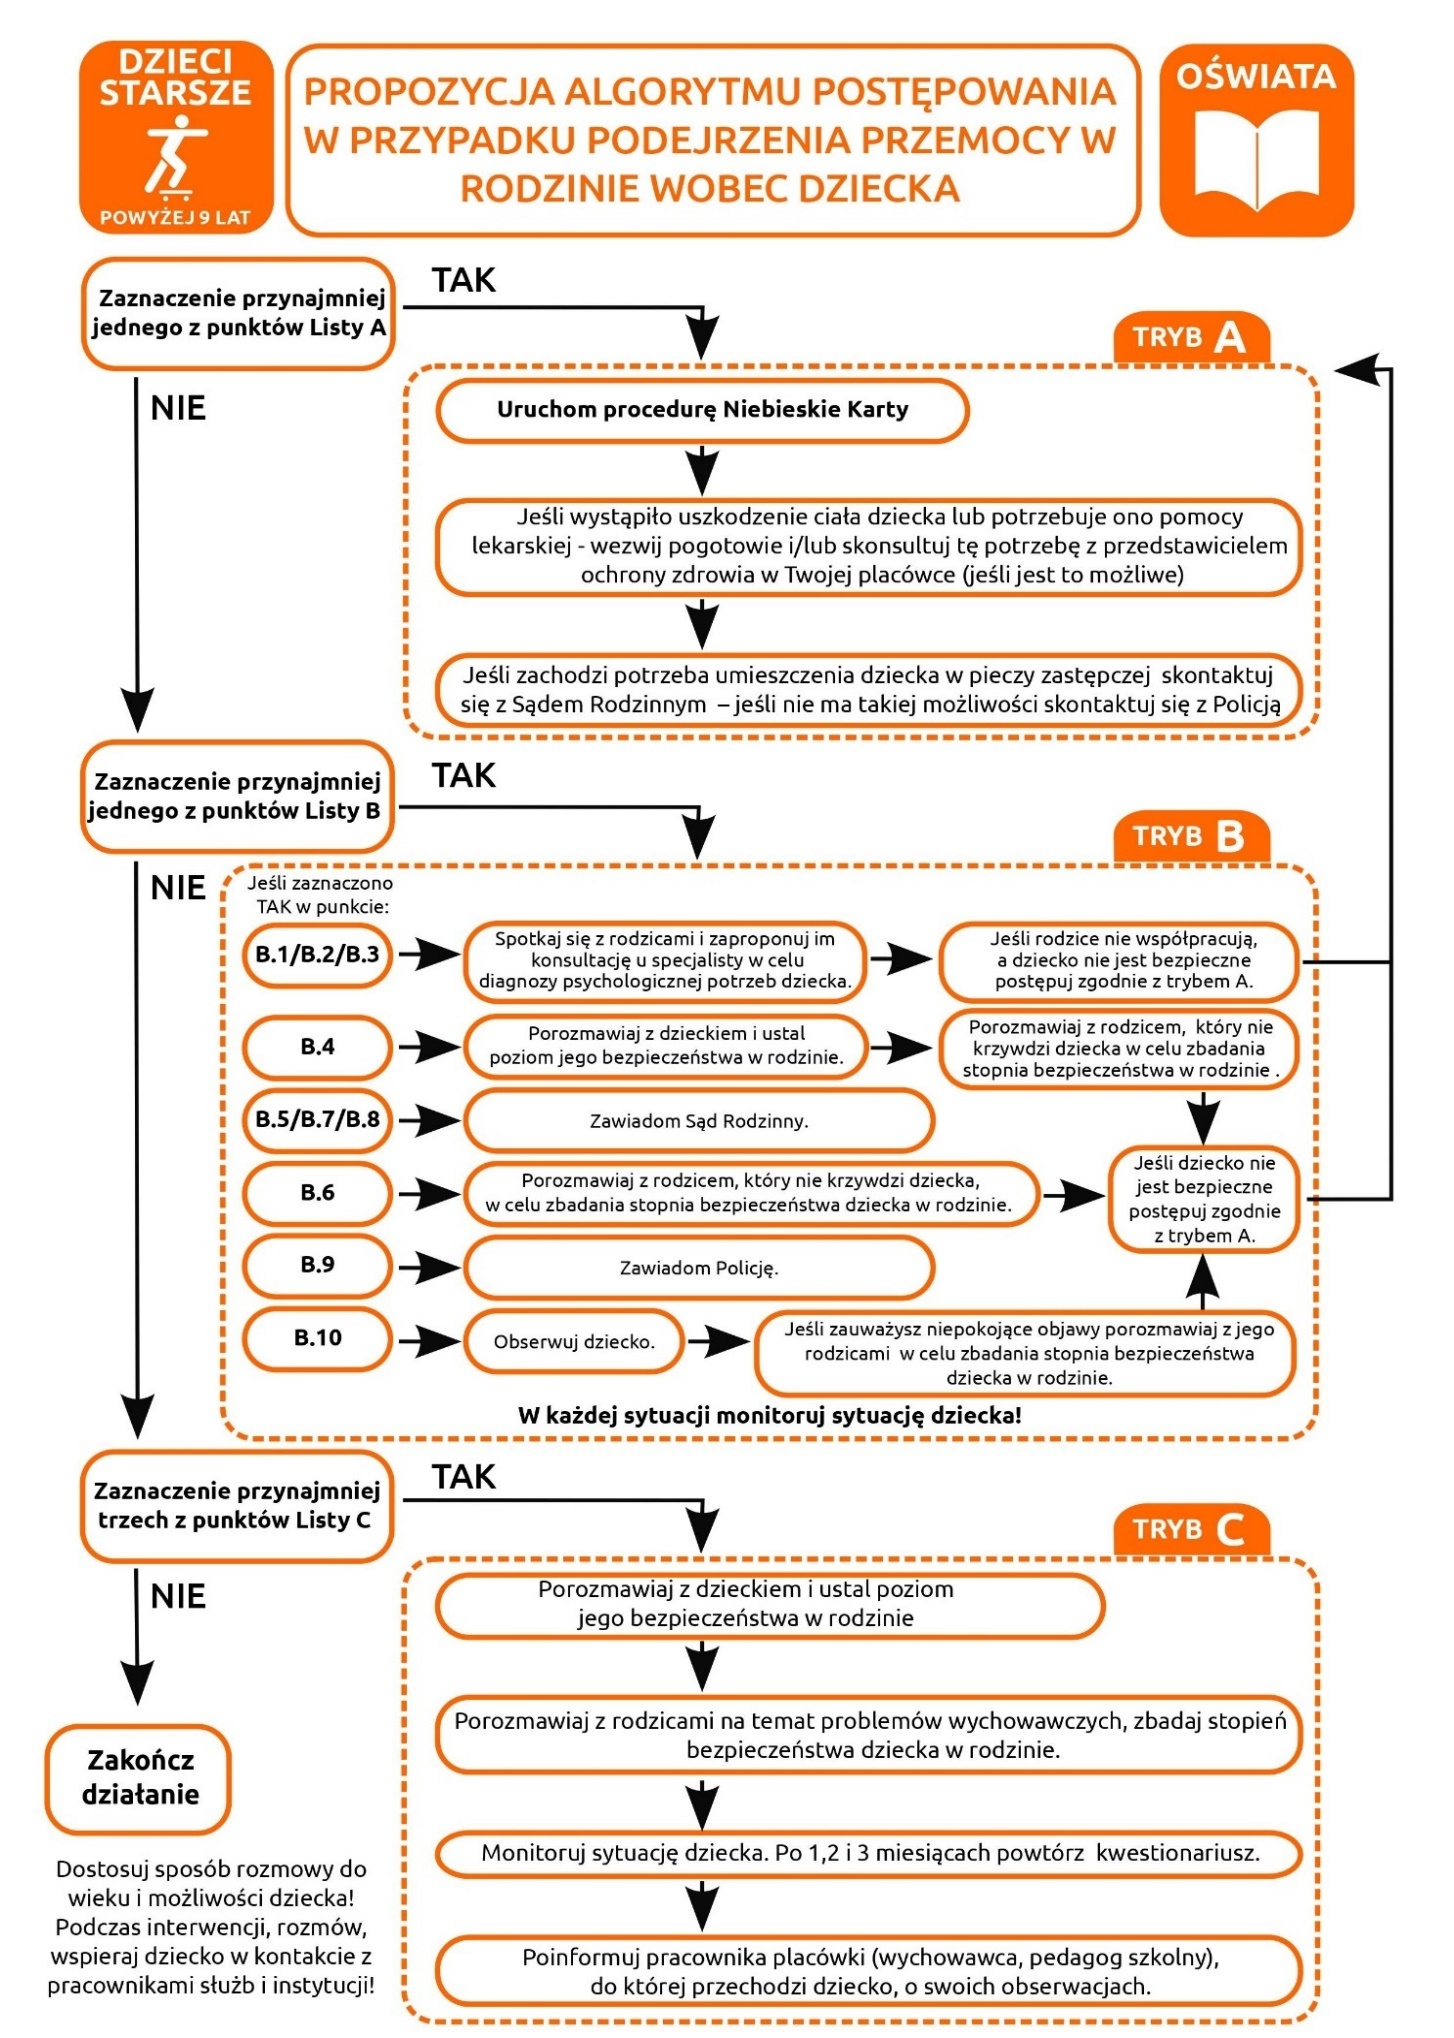 DZIECI
STARSZE
POWYŻEJ 9 LAT
PROPOZYCJA ALGORYTMU POSTĘPOWANIA
W PRZYPADKU PODEJRZENIA PRZEMOCY W
RODZINIE WOBEC DZIECKA
OŚWIATA
Zaznaczenie przynajmniej
jednego z punktów Listy A
TAK
NIE
TRYB A
Uruchom procedurę Niebieskie Karty
Jeśli wystąpiło uszkodzenie ciała dziecka lub potrzebuje ono pomocy
lekarskiej - wezwij pogotowie i/lub skonsultuj tę potrzebę z przedstawicielem
ochrony zdrowia w Twojej placówce (jeśli jest to możliwe)
Jeśli zachodzi potrzeba umieszczenia dziecka w pieczy zastępczej skontaktuj
się z Sądem Rodzinnym – jeśli nie ma takiej możliwości skontaktuj się z Policją
Zaznaczenie przynajmniej
jednego z punktów Listy B
TAK
NIE
TRYB B
Jeśli zaznaczono
TAK w punkcie:
B.1/B.2/B.3
Spotkaj się z rodzicami i zaproponuj im
konsultację u specjalisty w celu
diagnozy psychologicznej potrzeb dziecka.
Jeśli rodzice nie współpracują,
a dziecko nie jest bezpieczne
postępuj zgodnie z trybem A.
B.4
Porozmawiaj z dzieckiem i ustal
poziom jego bezpieczeństwa w rodzinie.
Porozmawiaj z rodzicem, który nie
krzywdzi dziecka w celu zbadania
stopnia bezpieczeństwa w rodzinie .
B.5/B.7/B.8
Zawiadom Sąd Rodzinny.
B.6
Porozmawiaj z rodzicem, który nie krzywdzi dziecka,
w celu zbadania stopnia bezpieczeństwa dziecka w rodzinie.
Jeśli dziecko nie
jest bezpieczne
postępuj zgodnie
z trybem A.
B.9
Zawiadom Policję.
B.10
Obserwuj dziecko.
Jeśli zauważysz niepokojące objawy porozmawiaj z jego
rodzicami w celu zbadania stopnia bezpieczeństwa
dziecka w rodzinie.
W każdej sytuacji monitoruj sytuację dziecka!
Zaznaczenie przynajmniej
trzech z punktów Listy C
TAK
NIE
TRYB C
Porozmawiaj z dzieckiem i ustal poziom
jego bezpieczeństwa w rodzinie
Porozmawiaj z rodzicami na temat problemów wychowawczych, zbadaj stopień
bezpieczeństwa dziecka w rodzinie.
Monitoruj sytuację dziecka. Po 1,2 i 3 miesiącach powtórz kwestionariusz.
Poinformuj pracownika placówki (wychowawca, pedagog szkolny),
do której przechodzi dziecko, o swoich obserwacjach.
Zakończ
działanie
Dostosuj sposób rozmowy do
wieku i możliwości dziecka!
Podczas interwencji, rozmów,
wspieraj dziecko w kontakcie z
pracownikami służb i instytucji!